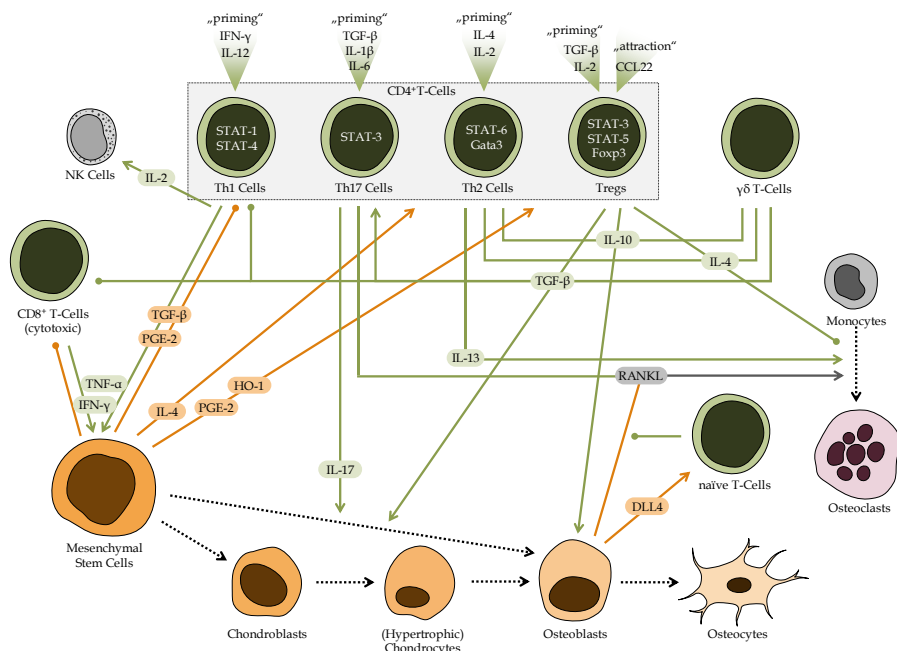 „priming“
IFN-γ
IL-12
„priming“
TGF-β
IL-1β
IL-6
„priming“
IL-4
IL-2
„priming“
TGF-β
IL-2
„attraction“
CCL22
CD4⁺T-Cells
STAT-1
STAT-4
STAT-3
STAT-6
Gata3
STAT-3
STAT-5
Foxp3
NK Cells
Th1 Cells
Th17 Cells
Th2 Cells
Tregs
γδ T-Cells
IL-2
IL-10
IL-4
TGF-β
CD8⁺ T-Cells
(cytotoxic)
Monocytes
TGF-β
PGE-2
IL-13
RANKL
TNF-α
IFN-γ
HO-1
IL-4
PGE-2
IL-17
naïve T-Cells
DLL4
Osteoclasts
Mesenchymal
Stem Cells
Chondroblasts
(Hypertrophic)
Chondrocytes
Osteoblasts
Osteocytes